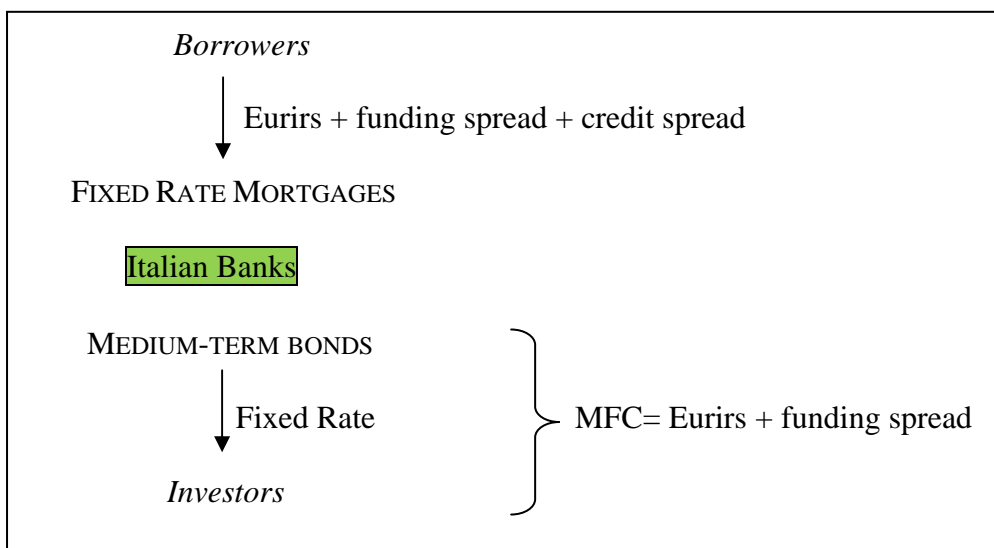 Borrowers
Eurirs + funding spread + credit spread
FIXED RATE MORTGAGES
Italian Banks
MEDIUM-TERM BONDS
Fixed Rate
MFC= Eurirs + funding spread
Investors